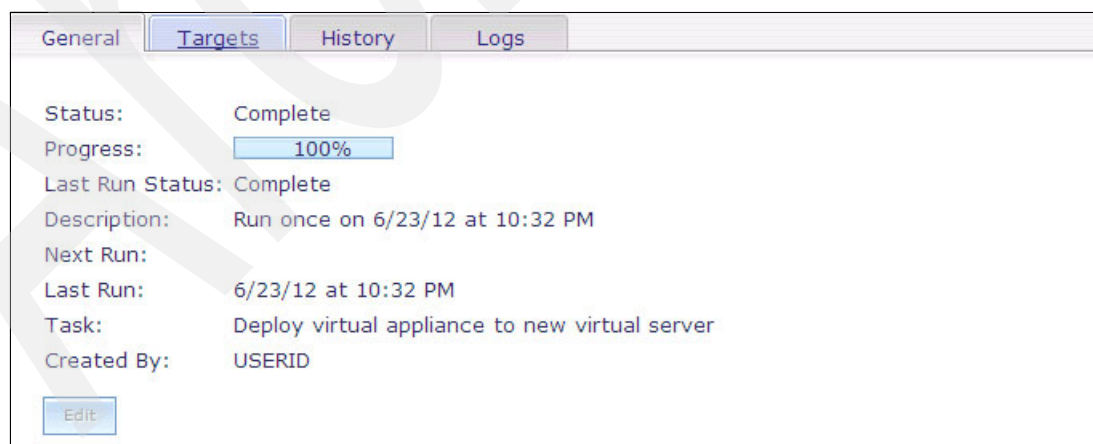 General Targets History Logs
Status: Complete
Progress: 100%
Last Run Status: Complete
Description: Run once on 6/23/12 at 10:32 PM
Next Run:
Last Run: 6/23/12 at 10:32 PM
Task: Deploy virtual appliance to new virtual server
Created By: USERID
Edit